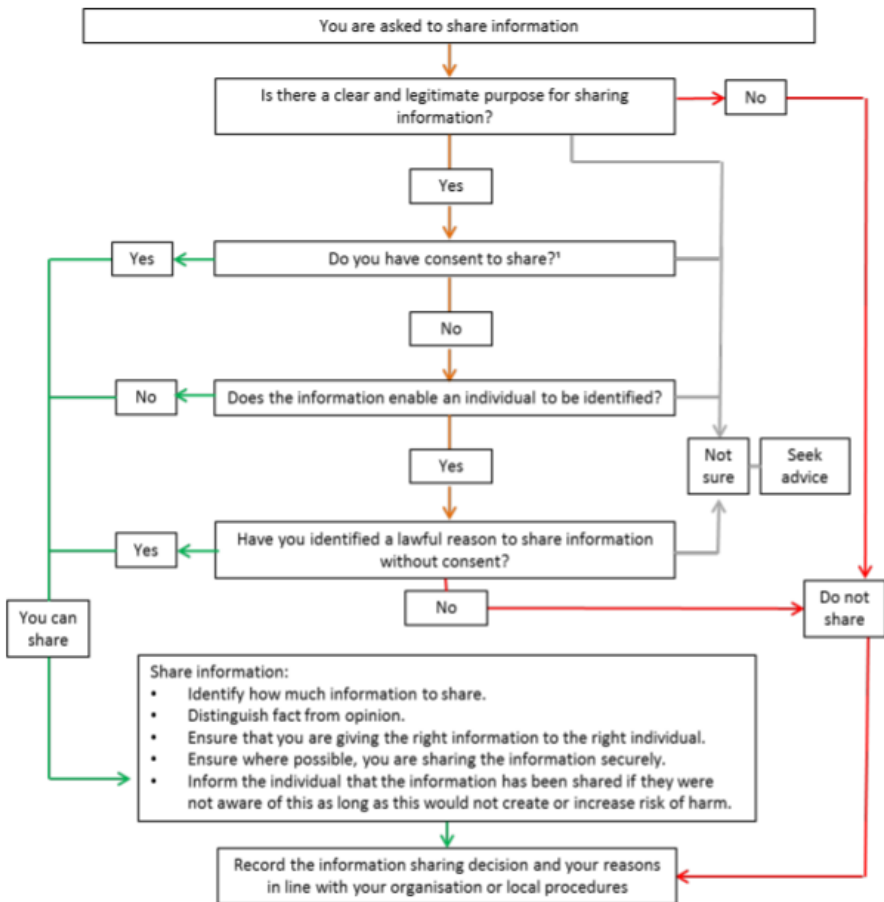 You are asked to share information
Is there a clear and legitimate purpose for sharing
information?
No
Yes
Yes
Do you have consent to share?¹
No
No
Does the information enable an individual to be identified?
Yes
Not
sure
Seek
advice
Yes
Have you identified a lawful reason to share information
without consent?
No
Do not
share
You can
share
Share information:
• Identify how much information to share.
• Distinguish fact from opinion.
• Ensure that you are giving the right information to the right individual.
• Ensure where possible, you are sharing the information securely.
• Inform the individual that the information has been shared if they were
not aware of this as long as this would not create or increase risk of harm.
Record the information sharing decision and your reasons
in line with your organisation or local procedures